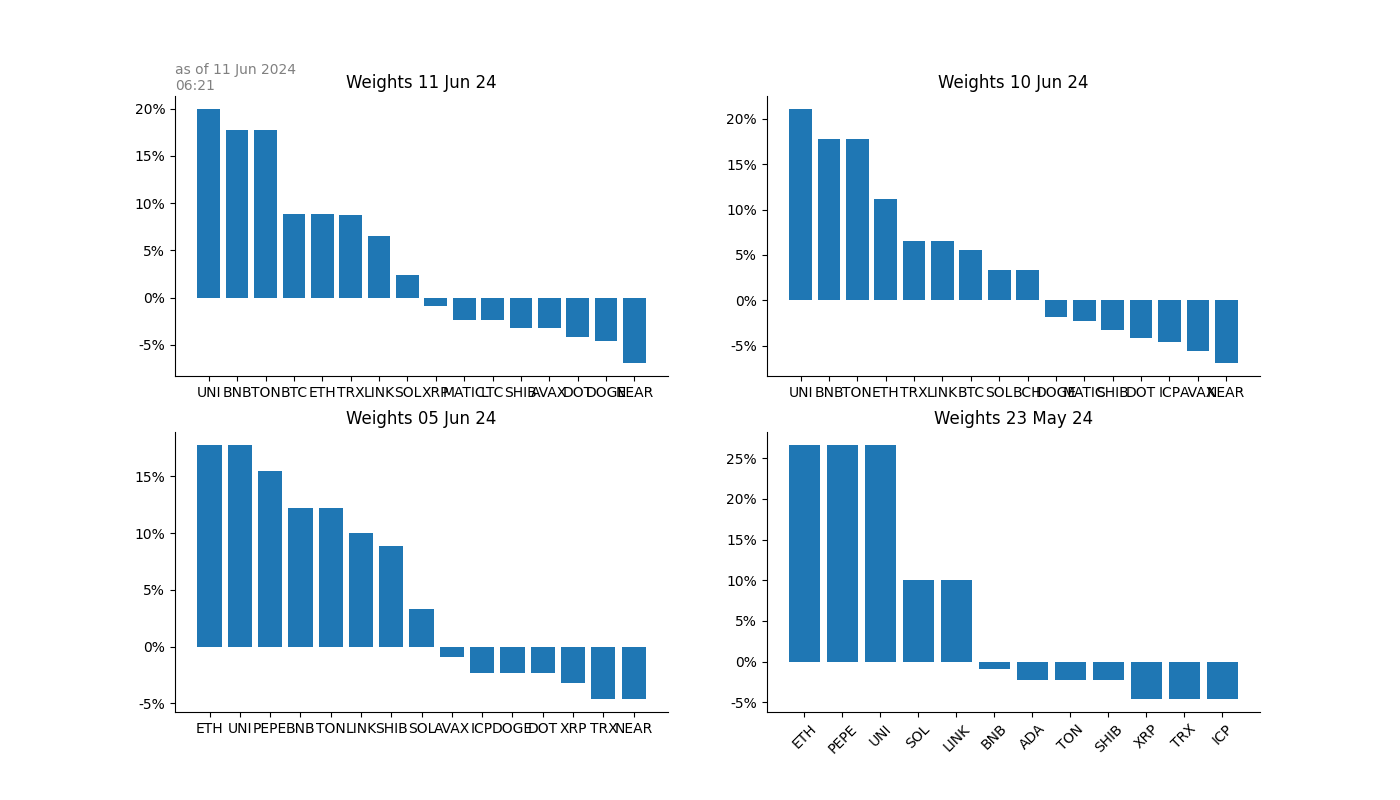 as of 11 Jun 2024
06:21
Weights 11 Jun 24
20%
15%
10%
5%
0%
-5%
UNI BNB TON BTC ETH TRX LINK SOL XRP MATIC LTC SHIB AVAX DOT DOGE NEAR
Weights 10 Jun 24
20%
15%
10%
5%
0%
-5%
UNI BNB TON ETH TRX LINK BTC SOL BCH DOGE MATIC SHIB DOT ICP AVAX NEAR
Weights 05 Jun 24
15%
10%
5%
0%
-5%
ETH UNI PEPE BNB TON LINK SHIB SOL AVAX ICP DOGE DOT XRP TRX NEAR
Weights 23 May 24
25%
20%
15%
10%
5%
0%
-5%
ETH PEPE UNI SOL LINK BNB ADA TON SHIB XRP TRX ICP